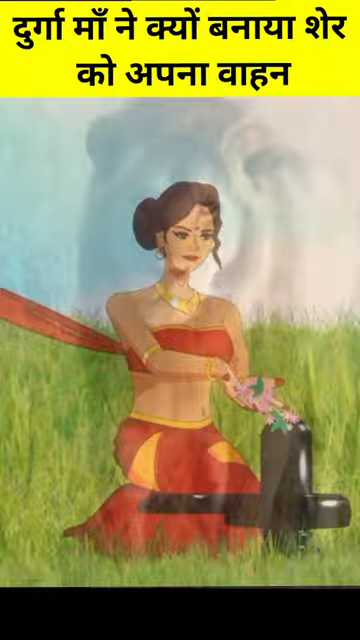 दुर्गा माँ ने क्यों बनाया शेर
को अपना वाहन